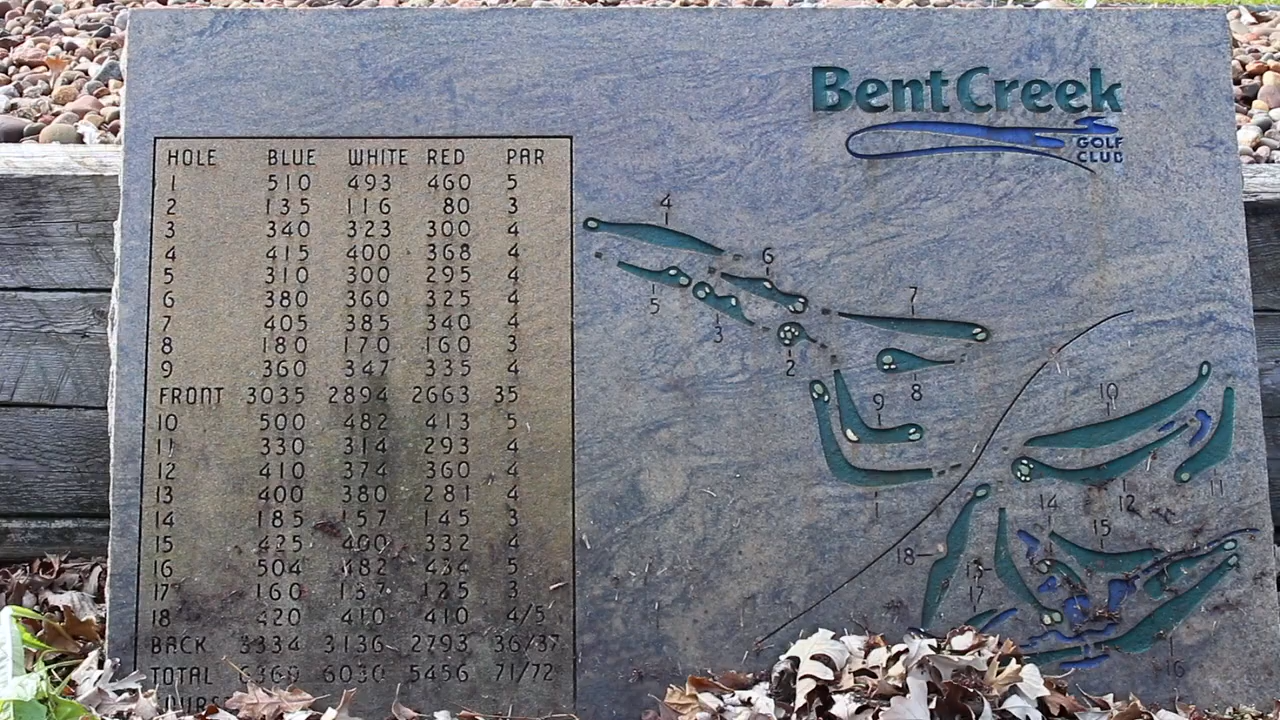 Bent Creek
GOLF
CLUB
HOLE BLUE WHITE RED PAR
1 510 493 460 5
2 135 116 80 3
3 340 323 300 4
4 415 400 368 4
5 310 300 295 4
6 380 360 325 4
7 405 385 340 4
8 180 170 160 3
9 360 347 335 4
FRONT 3035 2894 2663 35
10 500 482 413 5
11 330 314 293 4
12 410 374 360 4
13 400 380 281 4
14 185 157 145 3
15 425 400 332 4
16 504 482 434 5
17 160 137 125 3
18 420 410 410 4/5
BACK 3334 3136 2793 36/37
TOTAL 6369 6030 5456 71/72
4
6
5
7
3
2
8
9
10
1
12
11
14
15
18
13
17
16